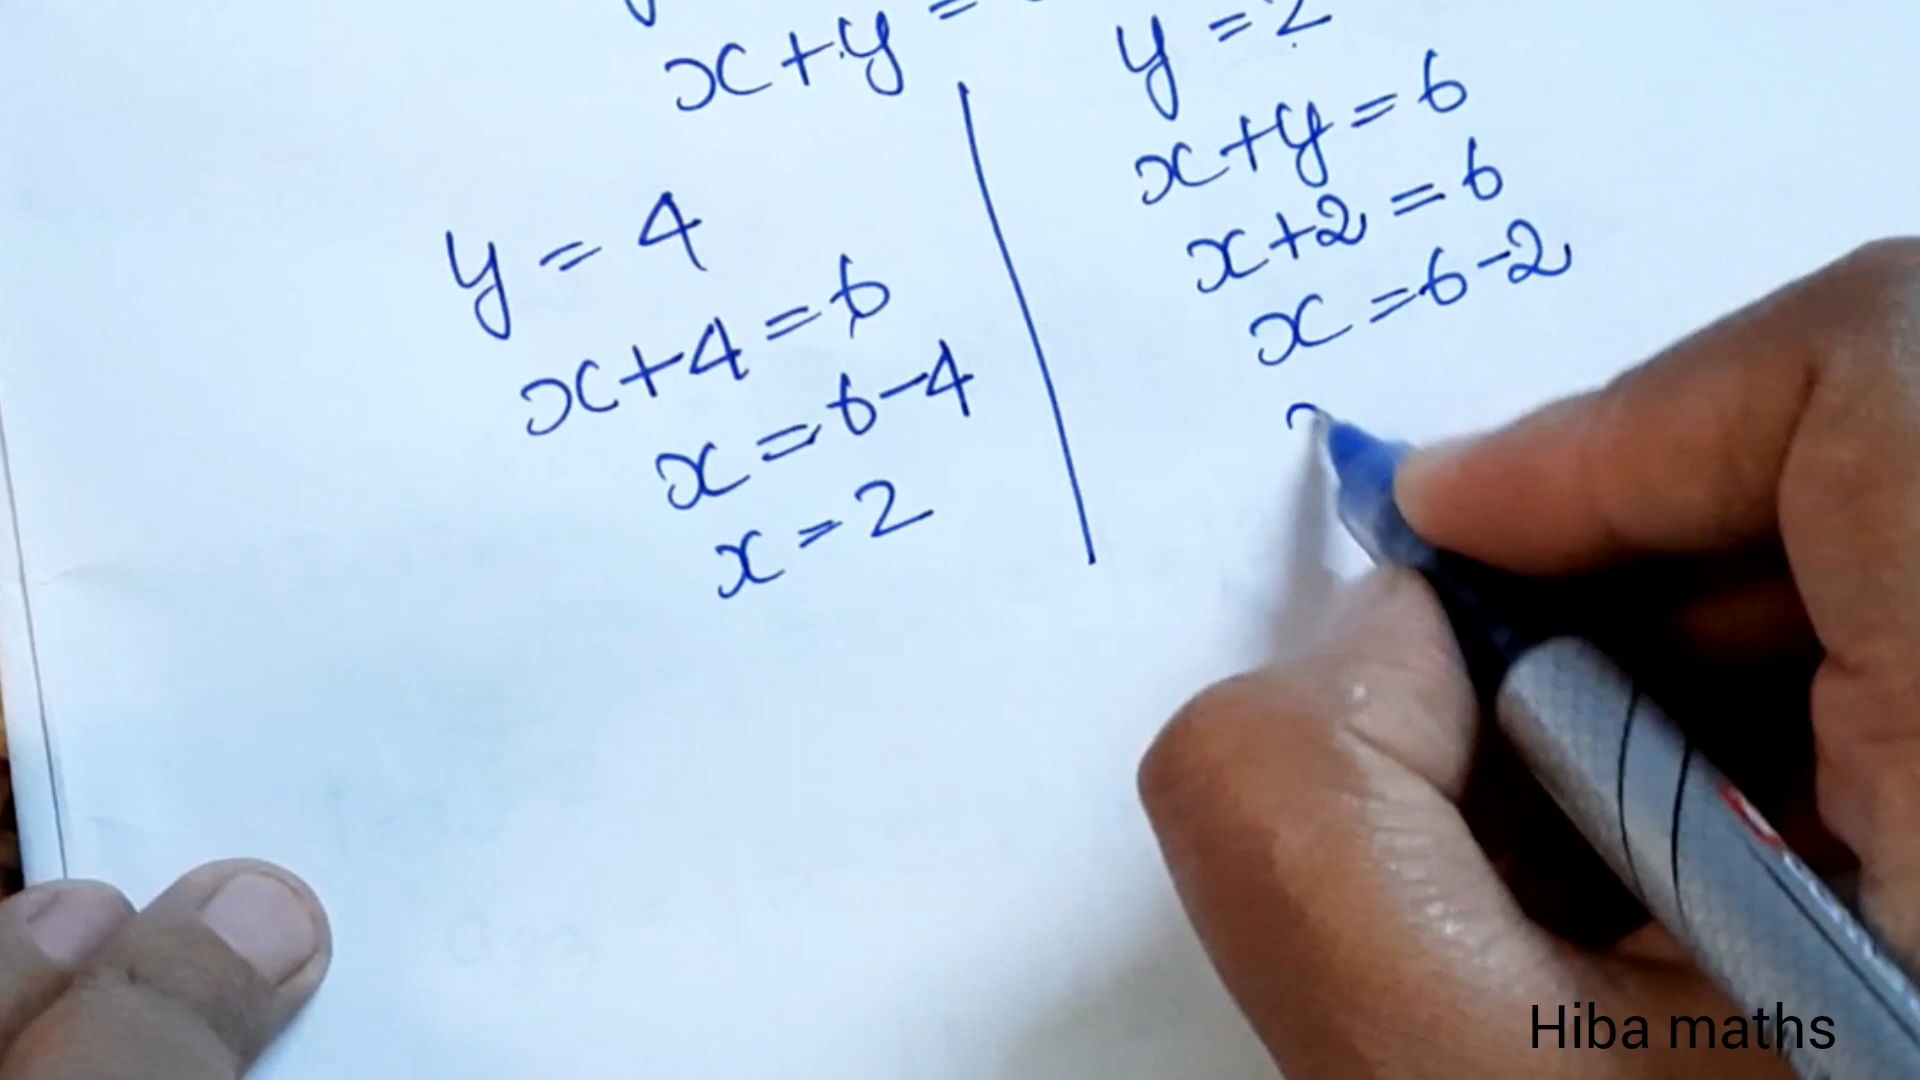 x+y =
y = 4
x+4 = 6
x = 6-4
x = 2
y = 2
x+y = 6
x+2 = 6
x = 6-2
Hiba maths